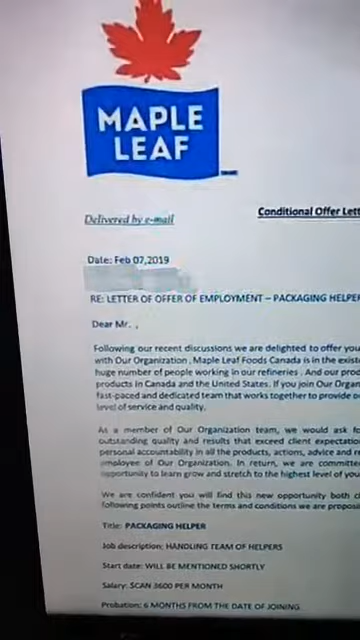 MAPLE
LEAF
Conditional Offer Lett
Delivered by e-mail
Date: Feb 07,2019
RE: LETTER OF OFFER OF EMPLOYMENT – PACKAGING HELPER
Dear Mr. ,
Following our recent discussions we are delighted to offer you
with Our Organization , Maple Leaf Foods Canada is in the exist
huge number of people working in our refineries . And our prod
products in Canada and the United States. If you join Our Organ
fast-paced and dedicated team that works together to provide o
level of service and quality.
As a member of Our Organization team, we would ask fo
outstanding quality and results that exceed client expectation
personal accountability in all the products, actions, advice and re
employee of Our Organization. In return, we are committe
opportunity to learn grow and stretch to the highest level of you
We are confident you will find this new opportunity both c
following points outline the terms and conditions we are proposi
Title: PACKAGING HELPER
Job description: HANDLING TEAM OF HELPERS
Start date: WILL BE MENTIONED SHORTLY
Salary: $CAN 3600 PER MONTH
Probation: 6 MONTHS FROM THE DATE OF JOINING